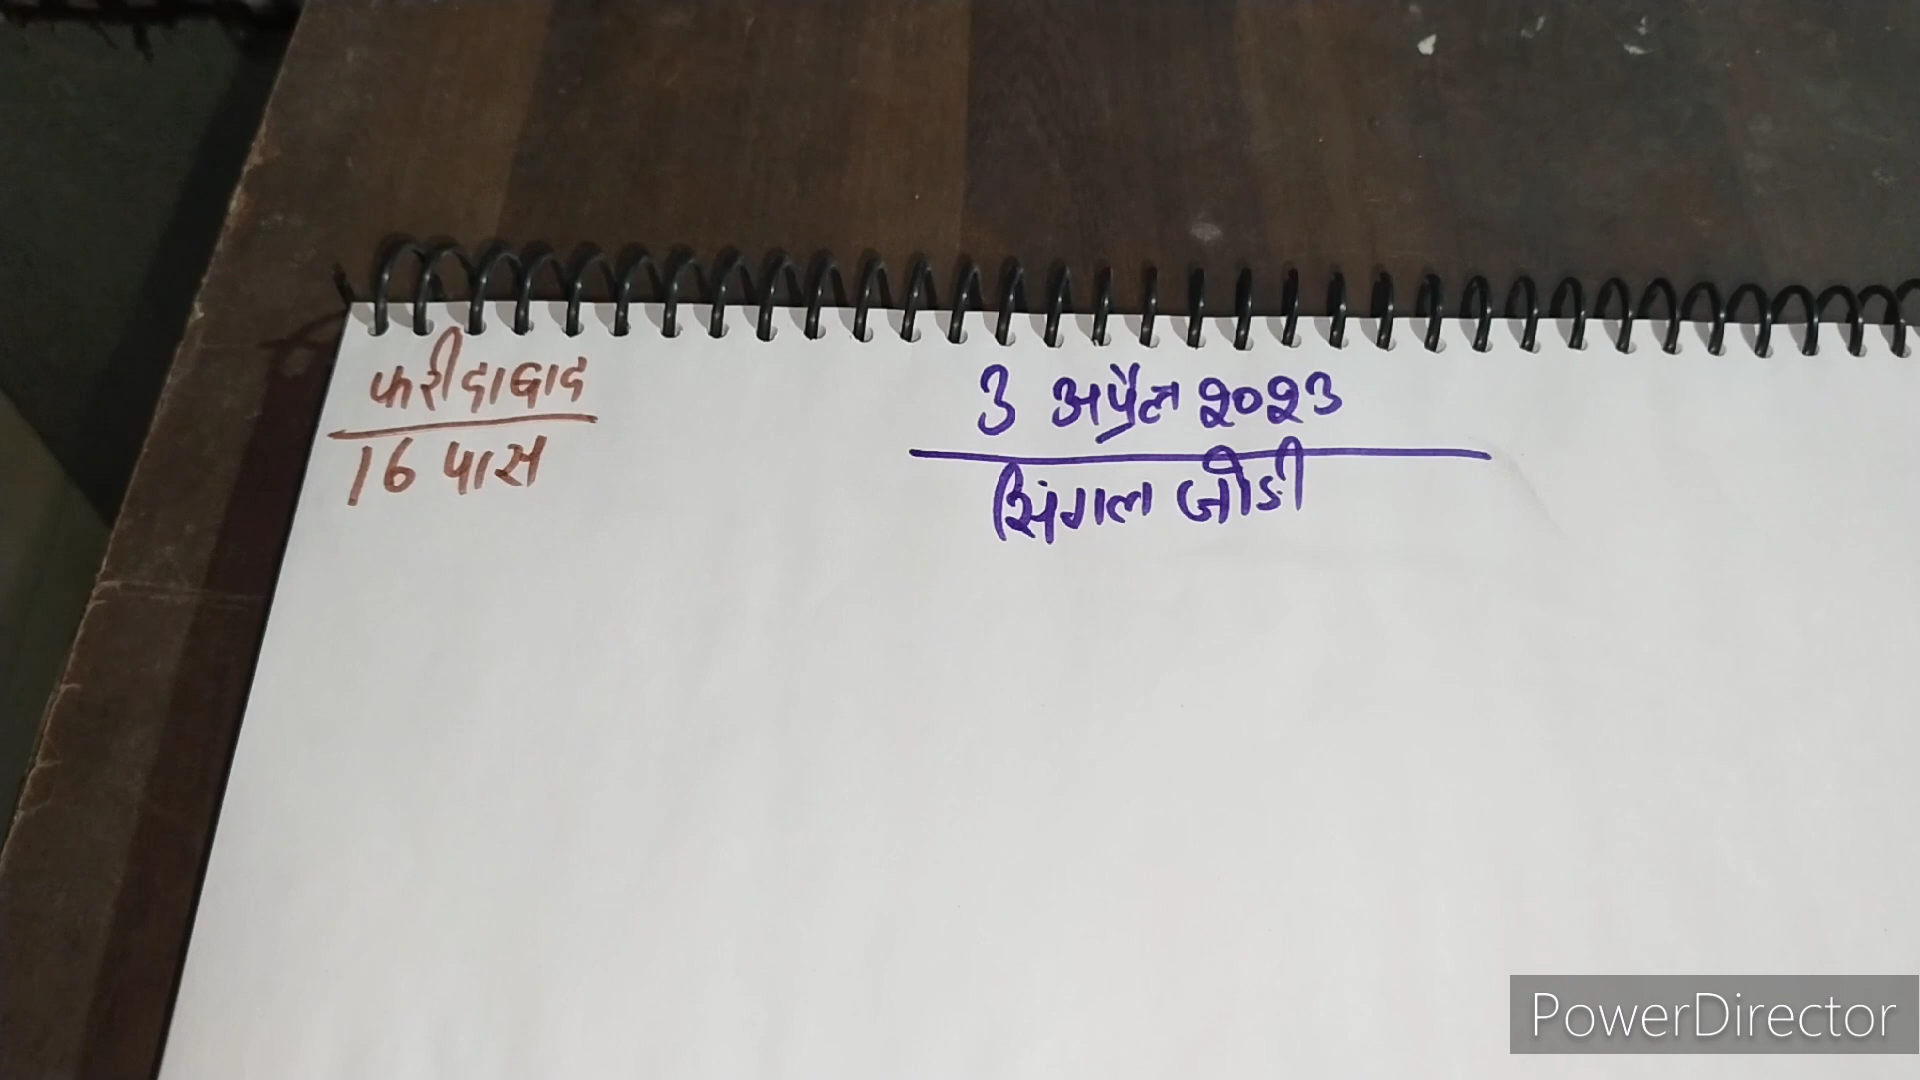 फरीदाबाद
16 पास
3 अप्रैल 2023
सिंगल जोडी
PowerDirector